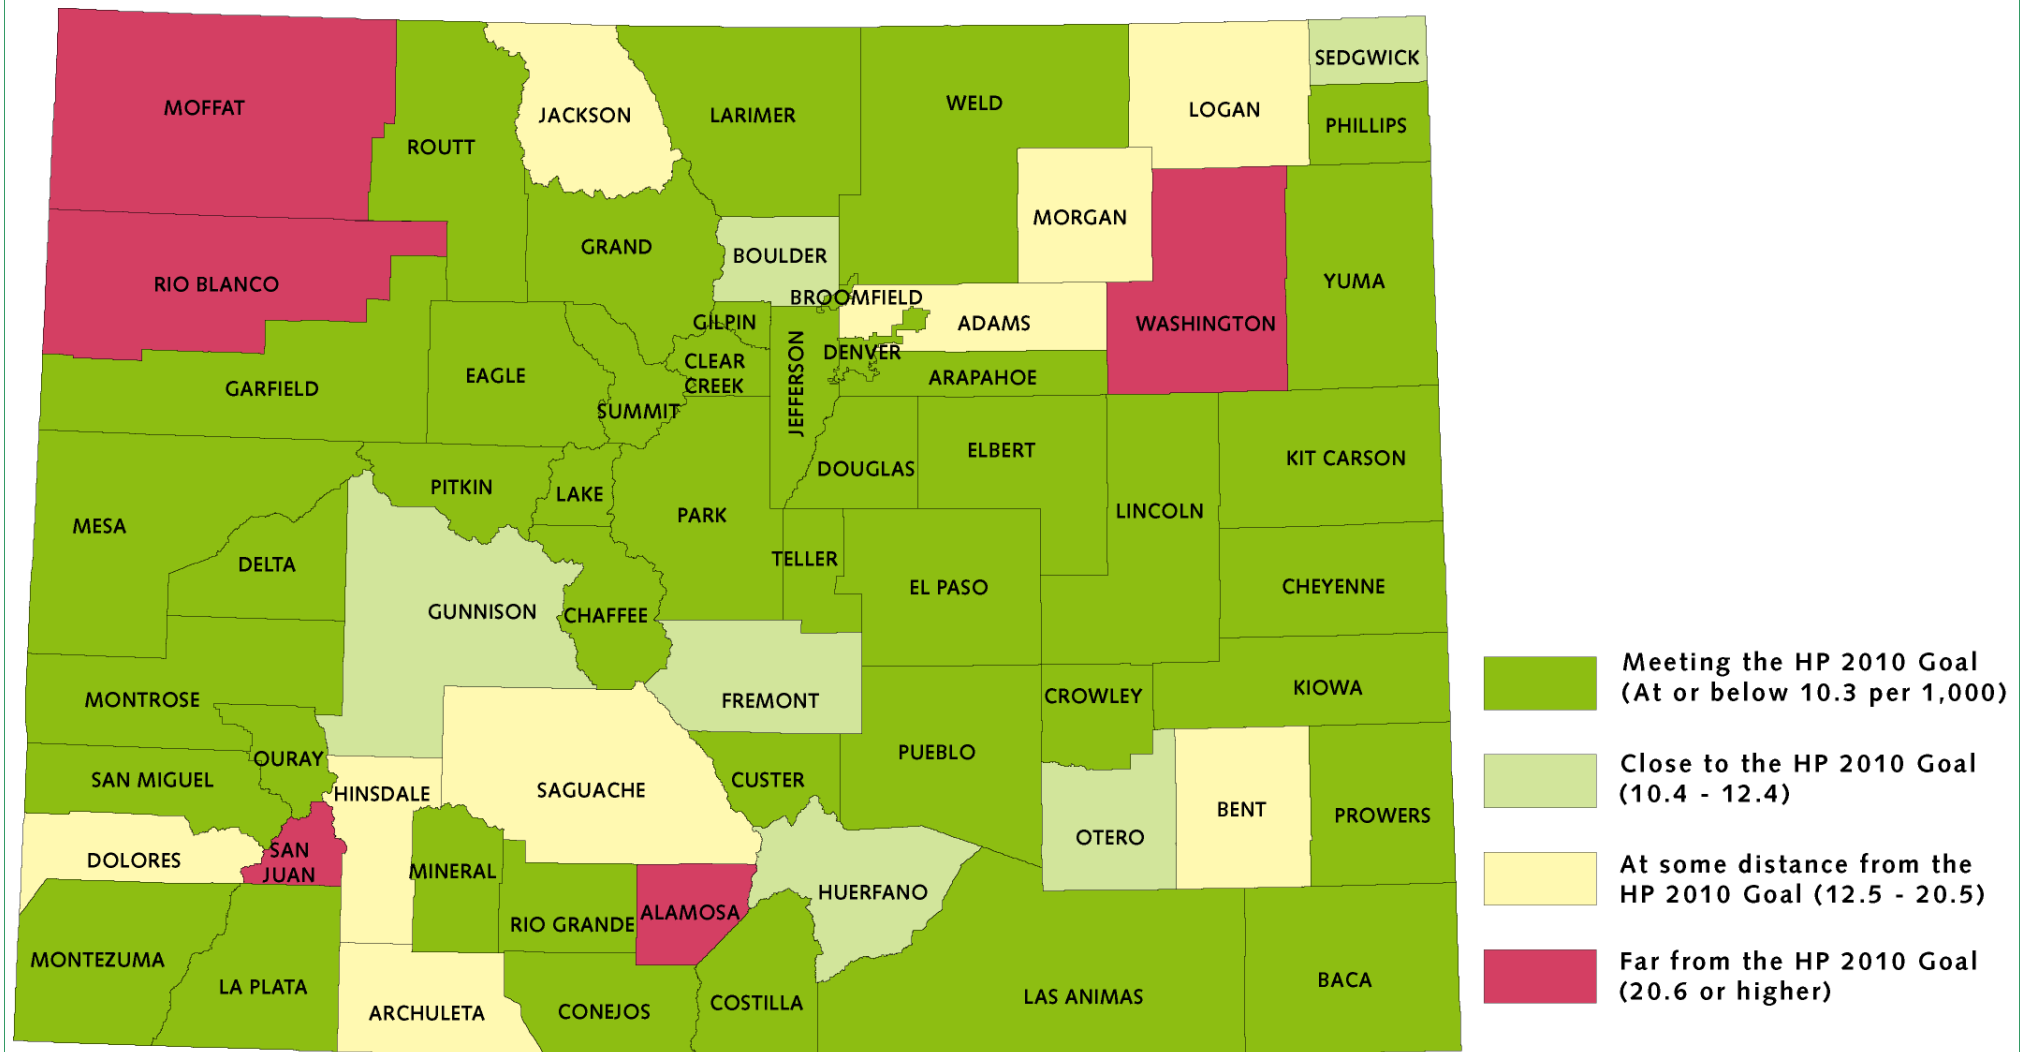 SEDGWICK
MOFFAT
JACKSON
LARIMER
WELD
LOGAN
PHILLIPS
ROUTT
MORGAN
GRAND
BOULDER
RIO BLANCO
YUMA
BROOMFIELD
GILPIN
ADAMS
WASHINGTON
DENVER
CLEAR
CREEK
JEFFERSON
GARFIELD
EAGLE
ARAPAHOE
SUMMIT
ELBERT
KIT CARSON
DOUGLAS
PITKIN
LAKE
PARK
LINCOLN
MESA
DELTA
TELLER
EL PASO
CHEYENNE
GUNNISON
CHAFFEE
MONTROSE
FREMONT
CROWLEY
KIOWA
OURAY
PUEBLO
SAN MIGUEL
HINSDALE
SAGUACHE
CUSTER
BENT
PROWERS
OTERO
DOLORES
SAN
JUAN
MINERAL
HUERFANO
RIO GRANDE
ALAMOSA
MONTEZUMA
LA PLATA
ARCHULETA
CONEJOS
COSTILLA
LAS ANIMAS
BACA
Meeting the HP 2010 Goal
(At or below 10.3 per 1,000)
Close to the HP 2010 Goal
(10.4 - 12.4)
At some distance from the
HP 2010 Goal (12.5 - 20.5)
Far from the HP 2010 Goal
(20.6 or higher)